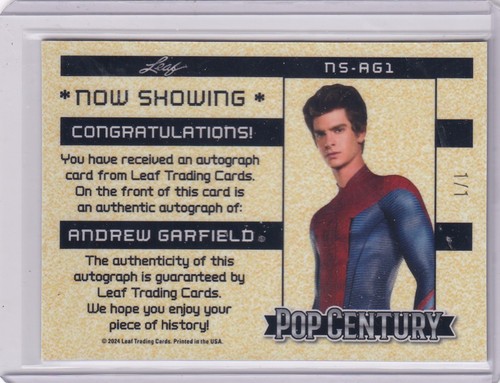 Leaf
NS-AG1
*NOW SHOWING *
CONGRATULATIONS!
You have received an autograph
card from Leaf Trading Cards.
On the front of this card is
an authentic autograph of:
ANDREW GARFIELD©
The authenticity of this
autograph is guaranteed by
Leaf Trading Cards.
We hope you enjoy your
piece of history!
© 2024 Leaf Trading Cards. Printed in the USA.
1/1
POP CENTURY